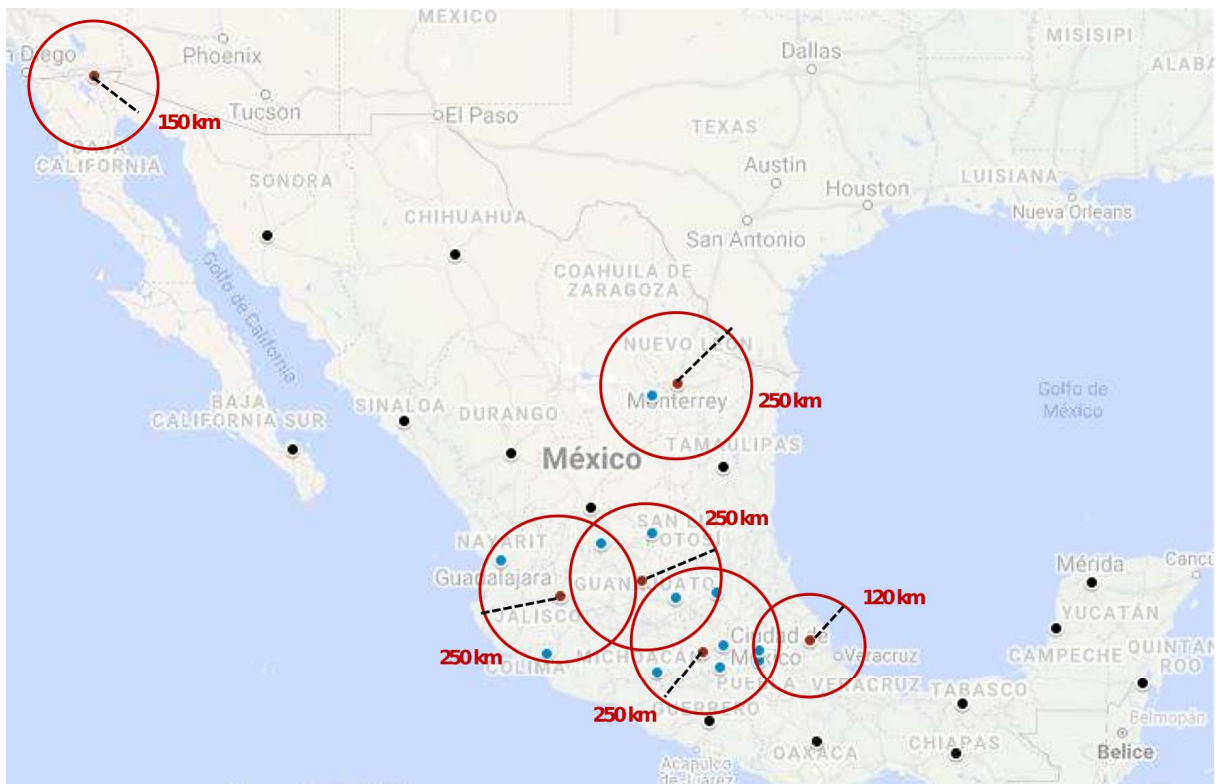 MÉXICO
n Diego
Phoenix
Dallas
MISISIPI
ALABA
Tucson
El Paso
150 km
BAJA
CALIFORNIA
TEXAS
Austin
Houston
LUISIANA
Nueva Orleans
SONORA
CHIHUAHUA
San Antonio
Golfo de California
COAHUILA DE
ZARAGOZA
NUEVO LEÓN
Monterrey
250 km
Golfo de
México
BAJA
CALIFORNIA SUR
SINALOA
DURANGO
TAMAULIPAS
México
250 km
SAN LUIS
POTOSÍ
NAYARIT
Guadalajara
GUANAJUATO
JALISCO
120 km
Mérida
Cancú
YUCATÁN
250 km
COLIMA
MICHOACÁN
Ciudad de
México
Veracruz
CAMPECHE
QUINTAN
ROO
PUEBLA
VERACRUZ
TABASCO
250 km
GUERRERO
Belmopán
OAXACA
CHIAPAS
Belice
Acapulco
de Juárez